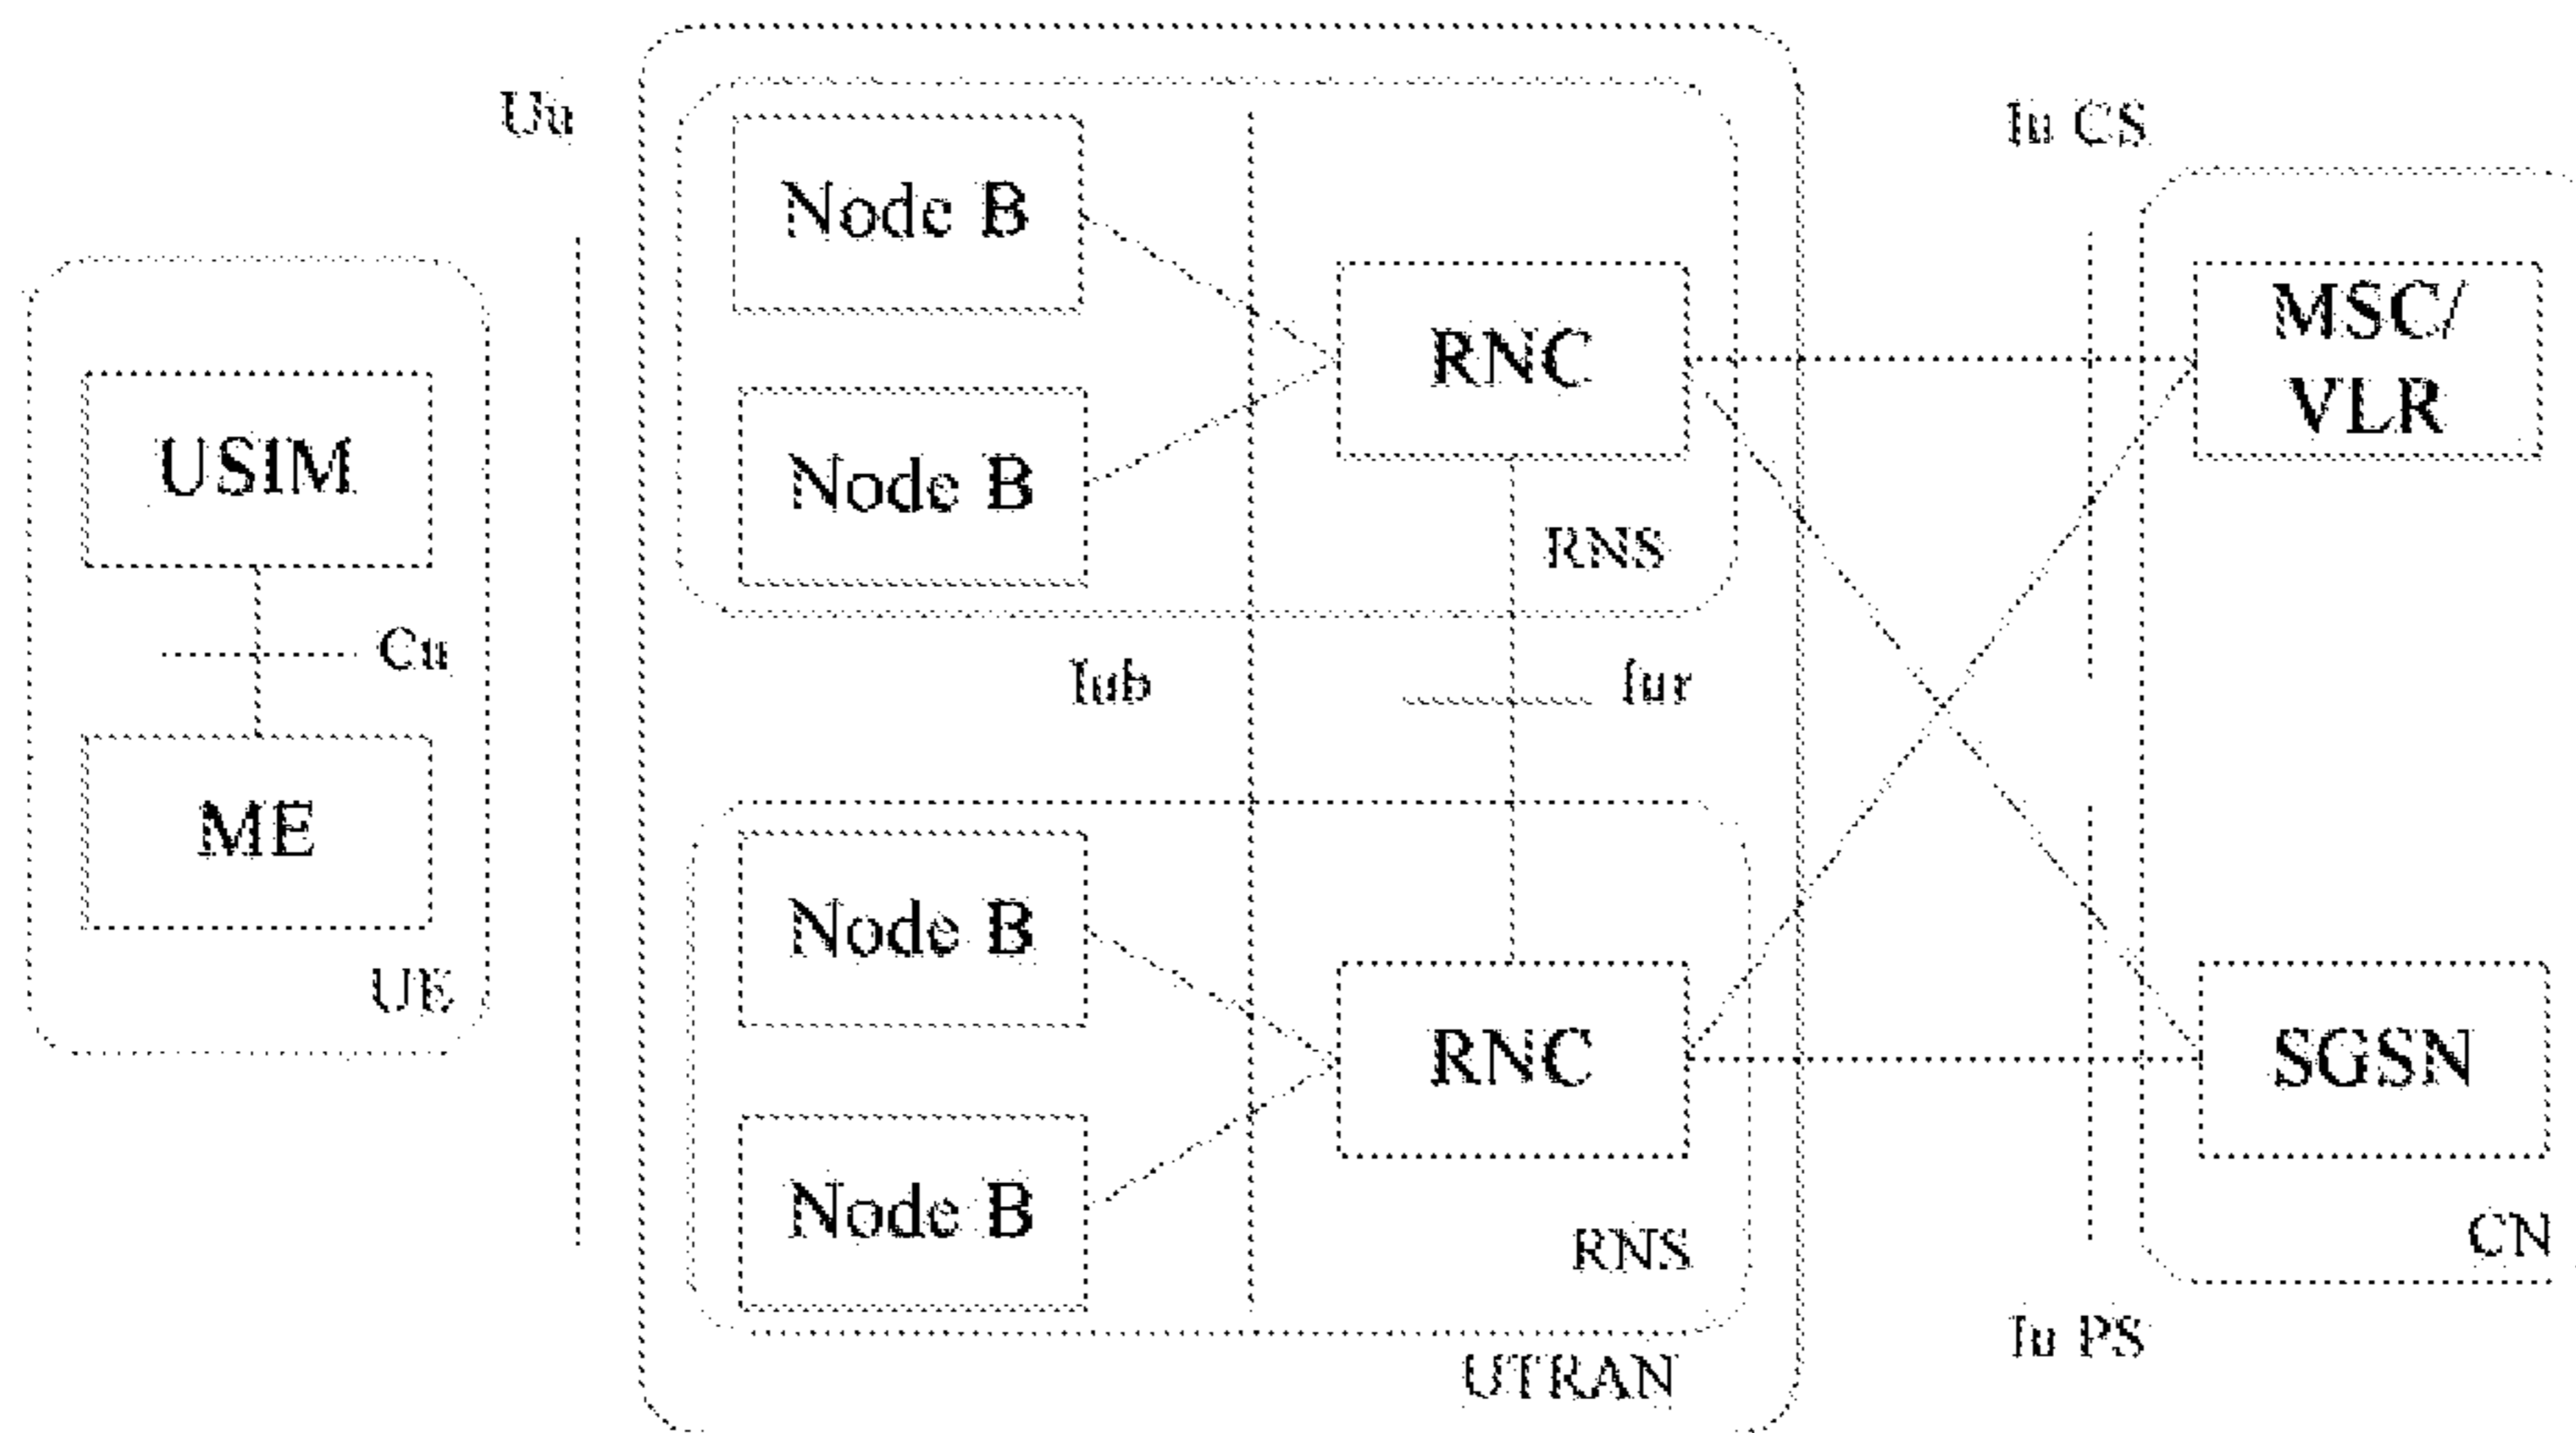 Uu
Iu CS
Node B
Node B
RNC
RNS
MSC/
VLR
USIM
Cu
ME
UE
Iub
Iur
Node B
Node B
RNC
RNS
SGSN
CN
UTRAN
Iu PS